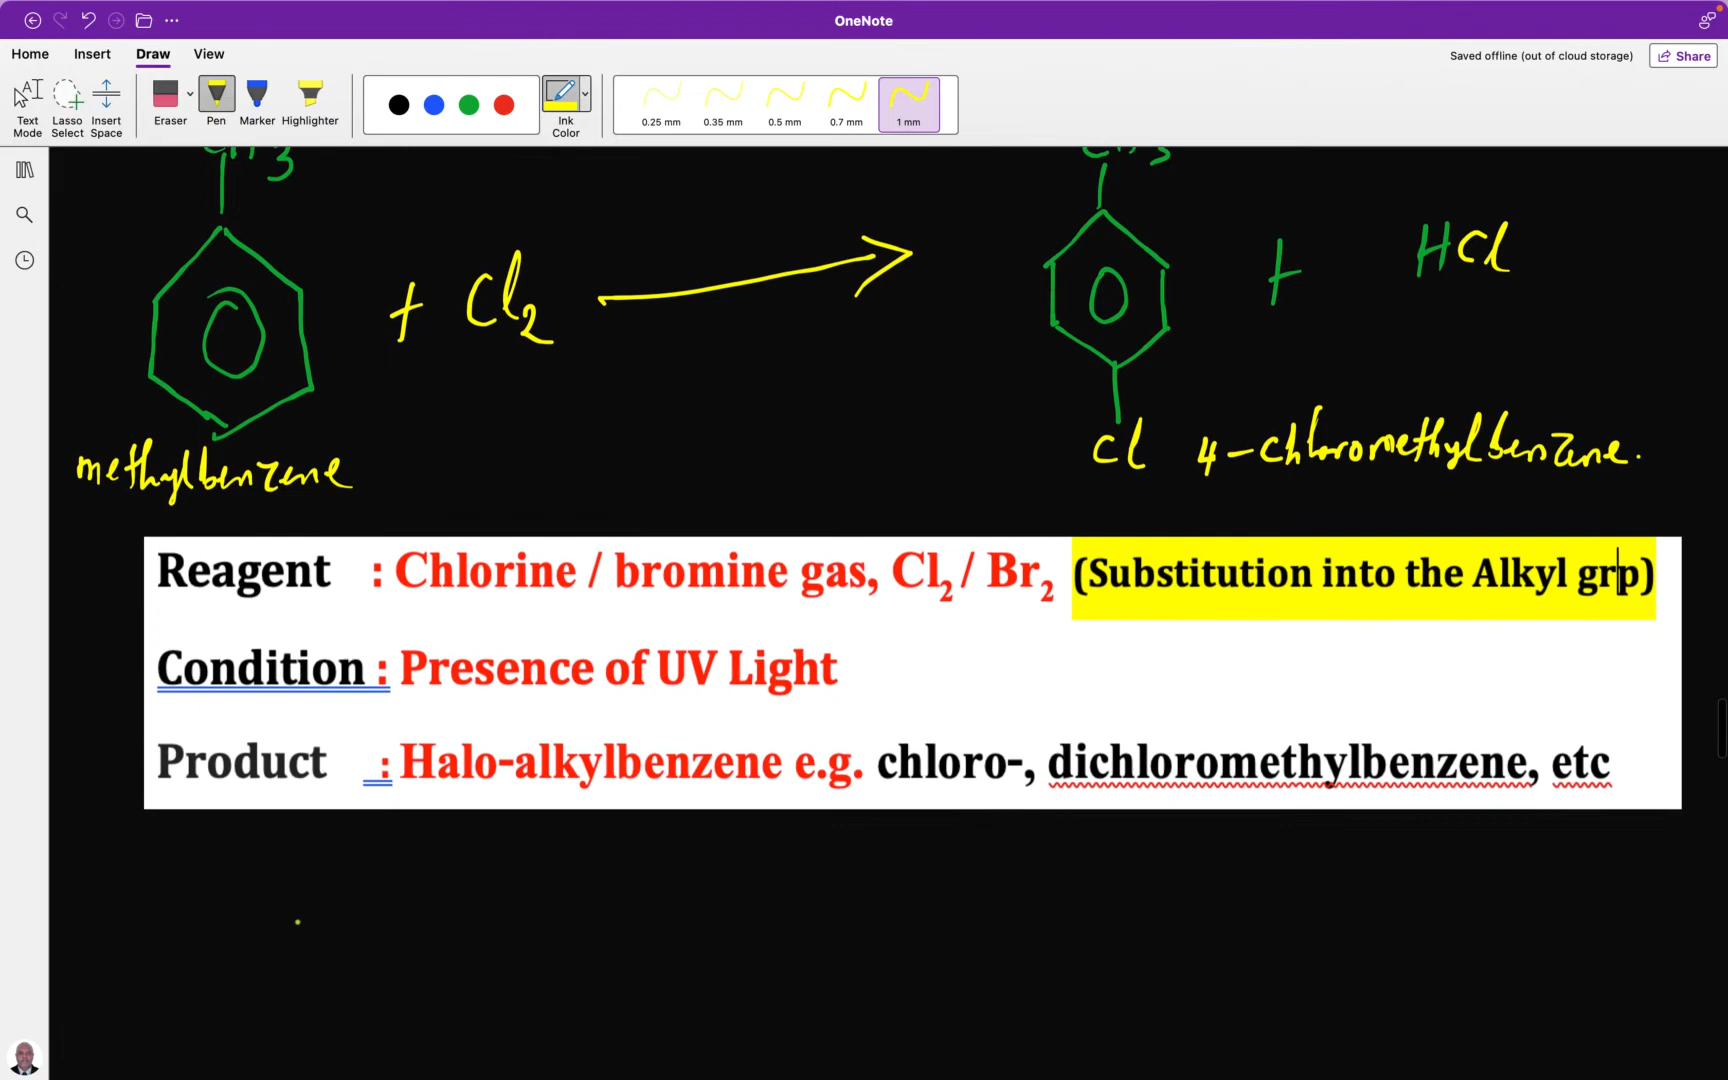 OneNote
Home Insert Draw View
Saved offline (out of cloud storage) Share
Text Mode
Lasso Select
Insert Space
Eraser
Pen
Marker
Highlighter
Ink Color
0.25 mm 0.35 mm 0.5 mm 0.7 mm 1 mm
CH3
CH3
+ Cl2
+ HCl
Cl
methylbenzene
4-chloromethylbenzene.
Reagent : Chlorine / bromine gas, Cl2 / Br2 (Substitution into the Alkyl grp)
Condition : Presence of UV Light
Product : Halo-alkylbenzene e.g. chloro-, dichloromethylbenzene, etc